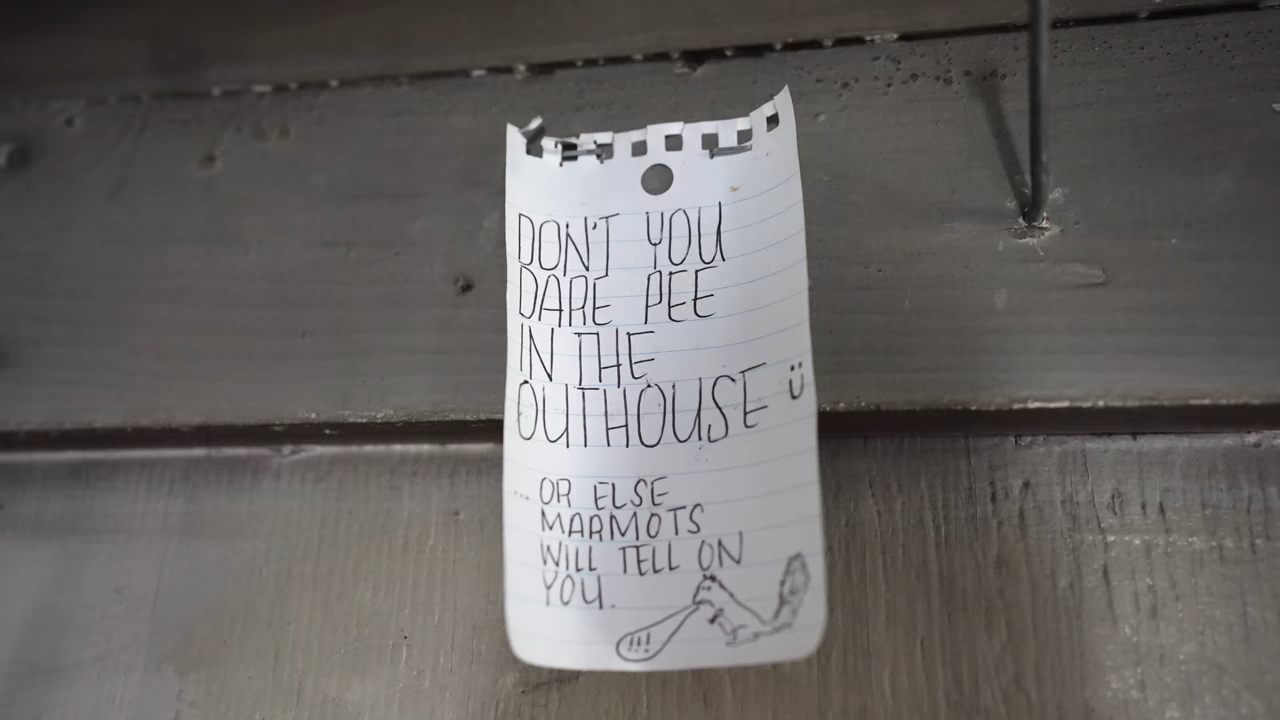 DON'T YOU
DARE PEE
IN THE
OUTHOUSE Ü
... OR ELSE
MARMOTS
WILL TELL ON
YOU.
!!!